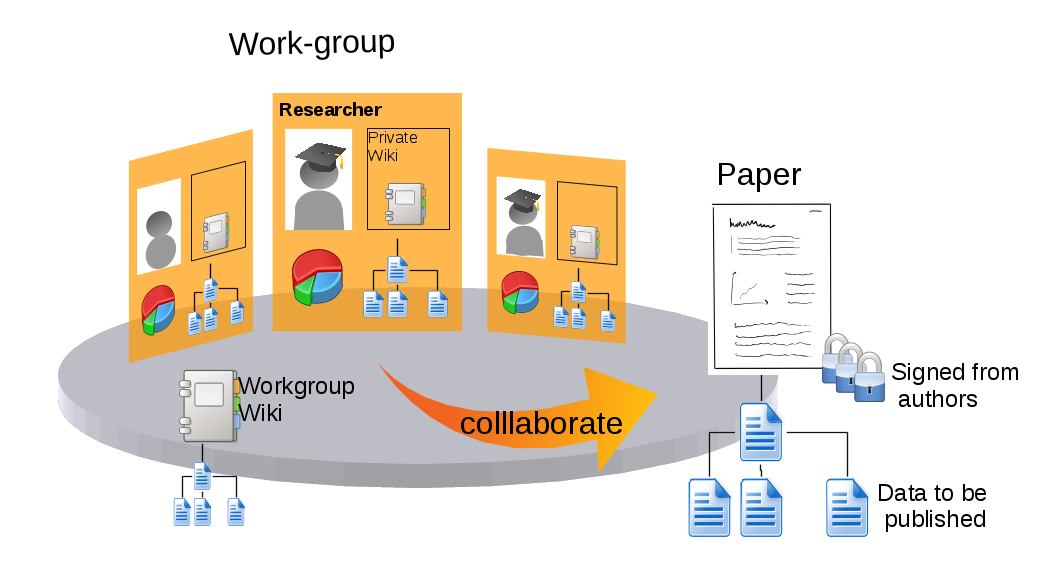 Work-group
Researcher
Private
Wiki
Paper
Workgroup
Wiki
colllaborate
Signed from
authors
Data to be
published